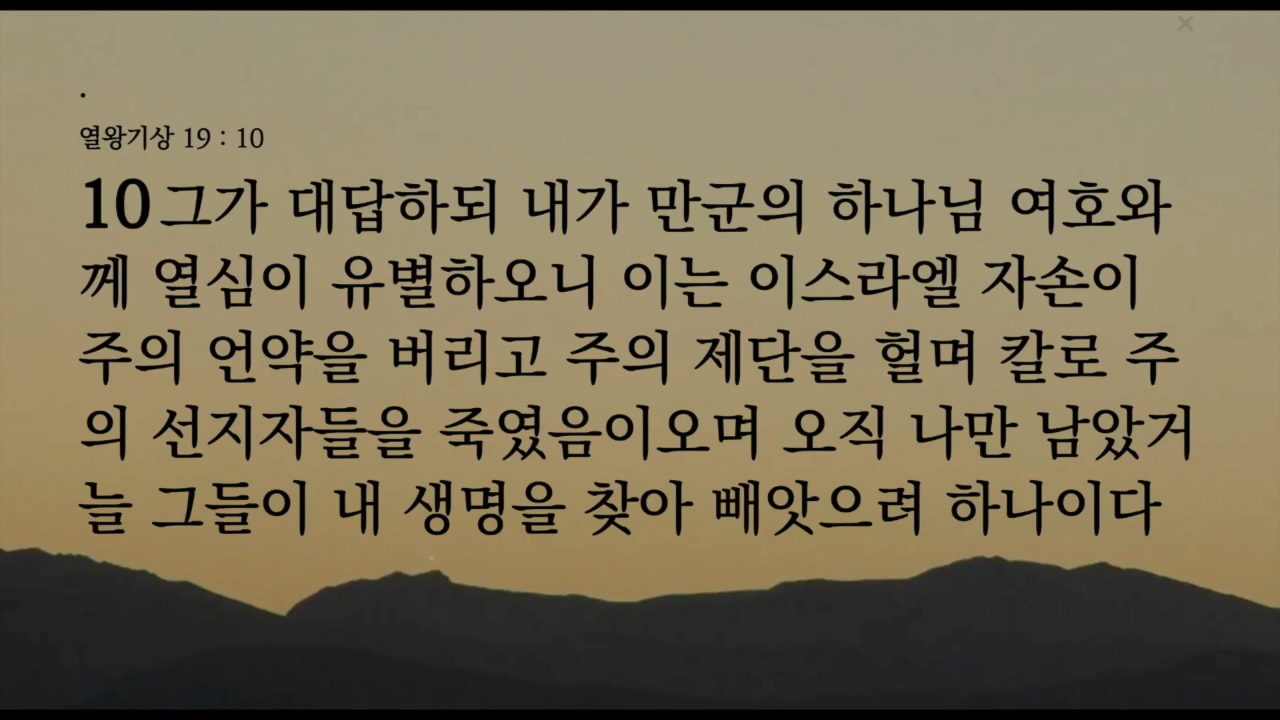 .
열왕기상 19 : 10
10 그가 대답하되 내가 만군의 하나님 여호와
께 열심이 유별하오니 이는 이스라엘 자손이
주의 언약을 버리고 주의 제단을 헐며 칼로 주
의 선지자들을 죽였음이오며 오직 나만 남았거
늘 그들이 내 생명을 찾아 빼앗으려 하나이다